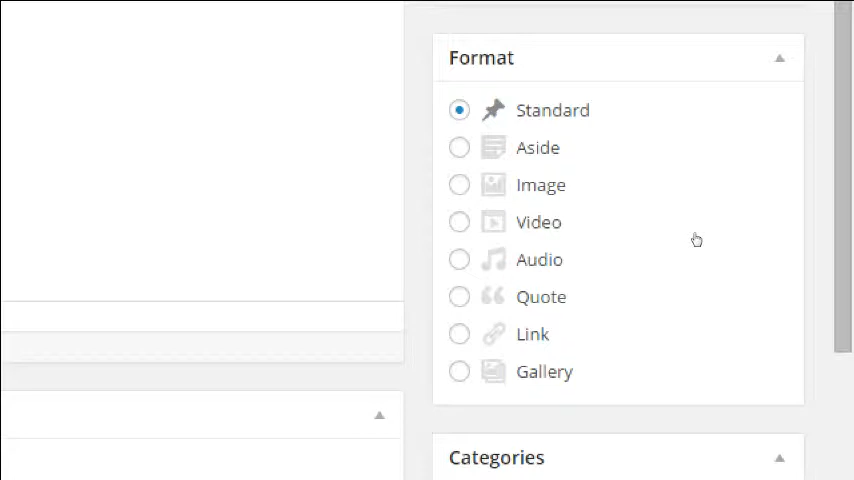 Format
Standard
Aside
Image
Video
Audio
Quote
Link
Gallery
Categories